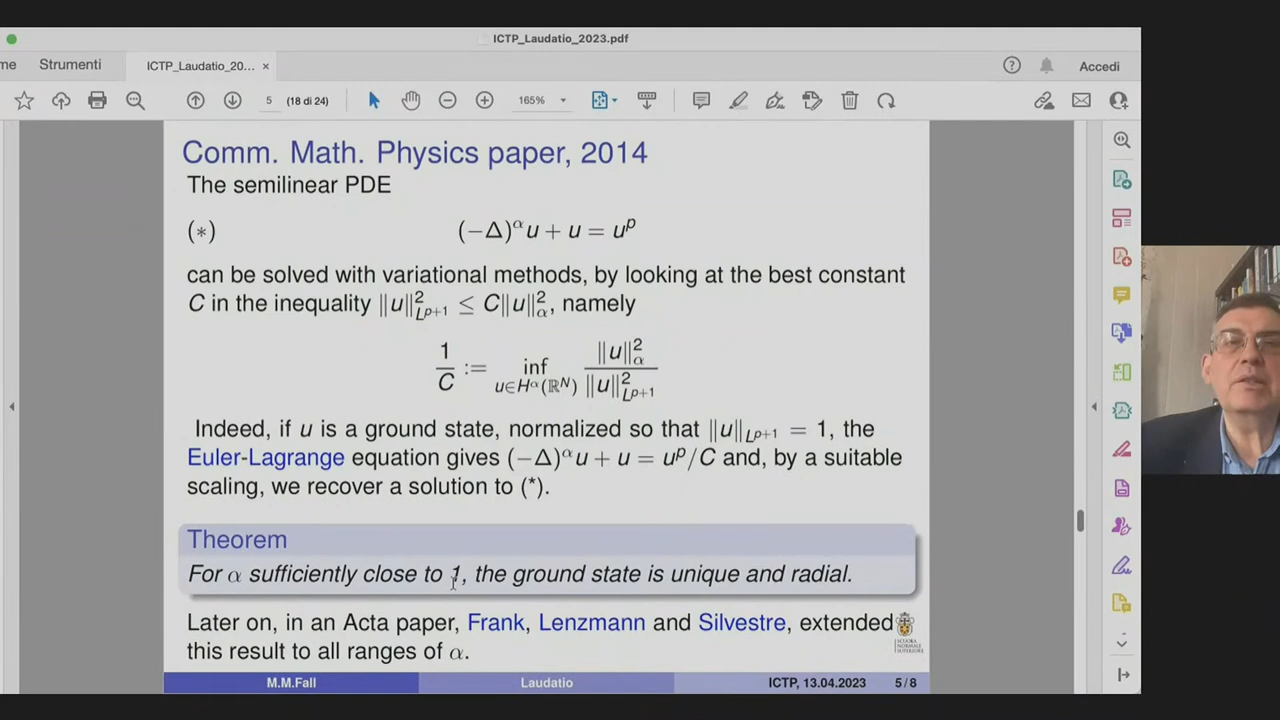 ICTP_Laudatio_2023.pdf
me Strumenti ICTP_Laudatio_20... × Accedi
5 (18 di 24) 165%
Comm. Math. Physics paper, 2014
The semilinear PDE
(∗) (−Δ)^α u + u = u^p
can be solved with variational methods, by looking at the best constant
C in the inequality ‖u‖²_{L^{p+1}} ≤ C‖u‖²_α, namely
1/C := inf_{u∈H^α(ℝ^N)} ‖u‖²_α / ‖u‖²_{L^{p+1}}
Indeed, if u is a ground state, normalized so that ‖u‖_{L^{p+1}} = 1, the
Euler-Lagrange equation gives (−Δ)^α u + u = u^p/C and, by a suitable
scaling, we recover a solution to (*).
Theorem
For α sufficiently close to 1, the ground state is unique and radial.
Later on, in an Acta paper, Frank, Lenzmann and Silvestre, extended
this result to all ranges of α.
SCUOLA
NORMALE
SUPERIORE
M.M.Fall Laudatio ICTP, 13.04.2023 5/8